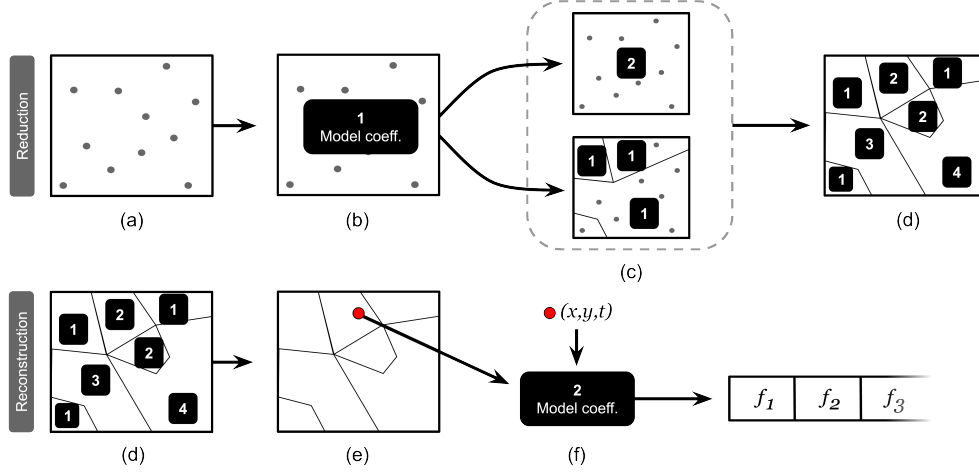 Reduction
1
Model coeff.
2
1
1
1
1
2
1
2
3
1
4
(a)
(b)
(c)
(d)
Reconstruction
1
2
1
2
3
1
4
(x,y,t)
2
Model coeff.
f1 f2 f3
(d)
(e)
(f)